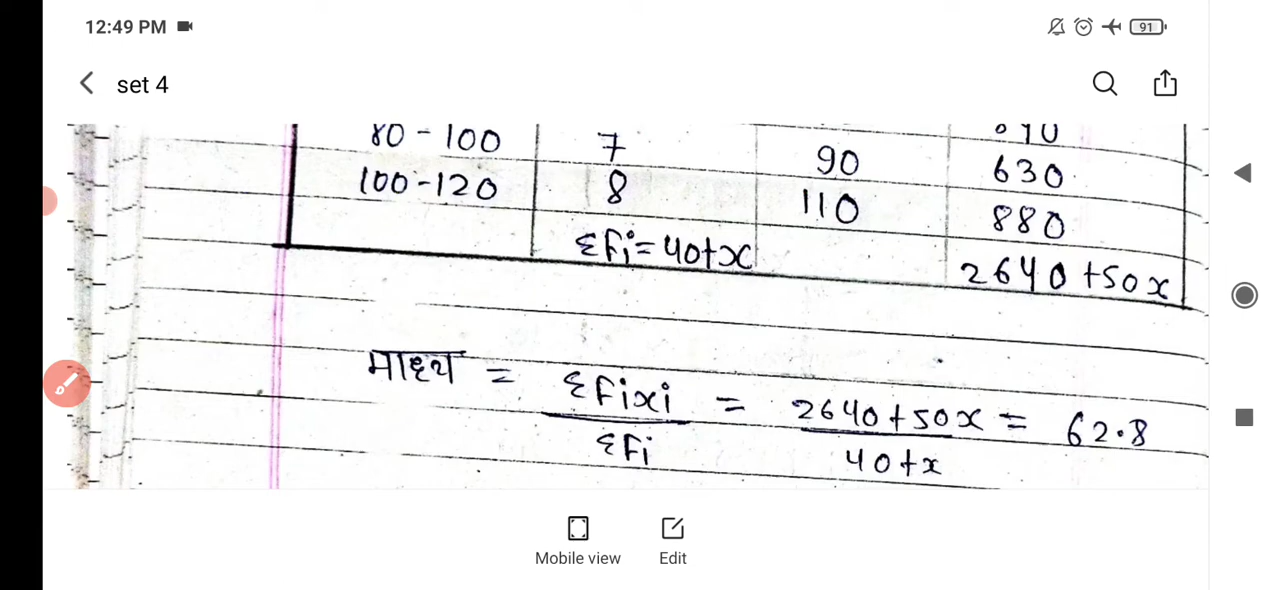 12:49 PM
91
set 4
80 - 100 7 90 630
100-120 8 110 880
Σfi = 40+x 2640 +50x
माध्य = Σfixi / Σfi = 2640+50x / 40+x = 62.8
Mobile view Edit